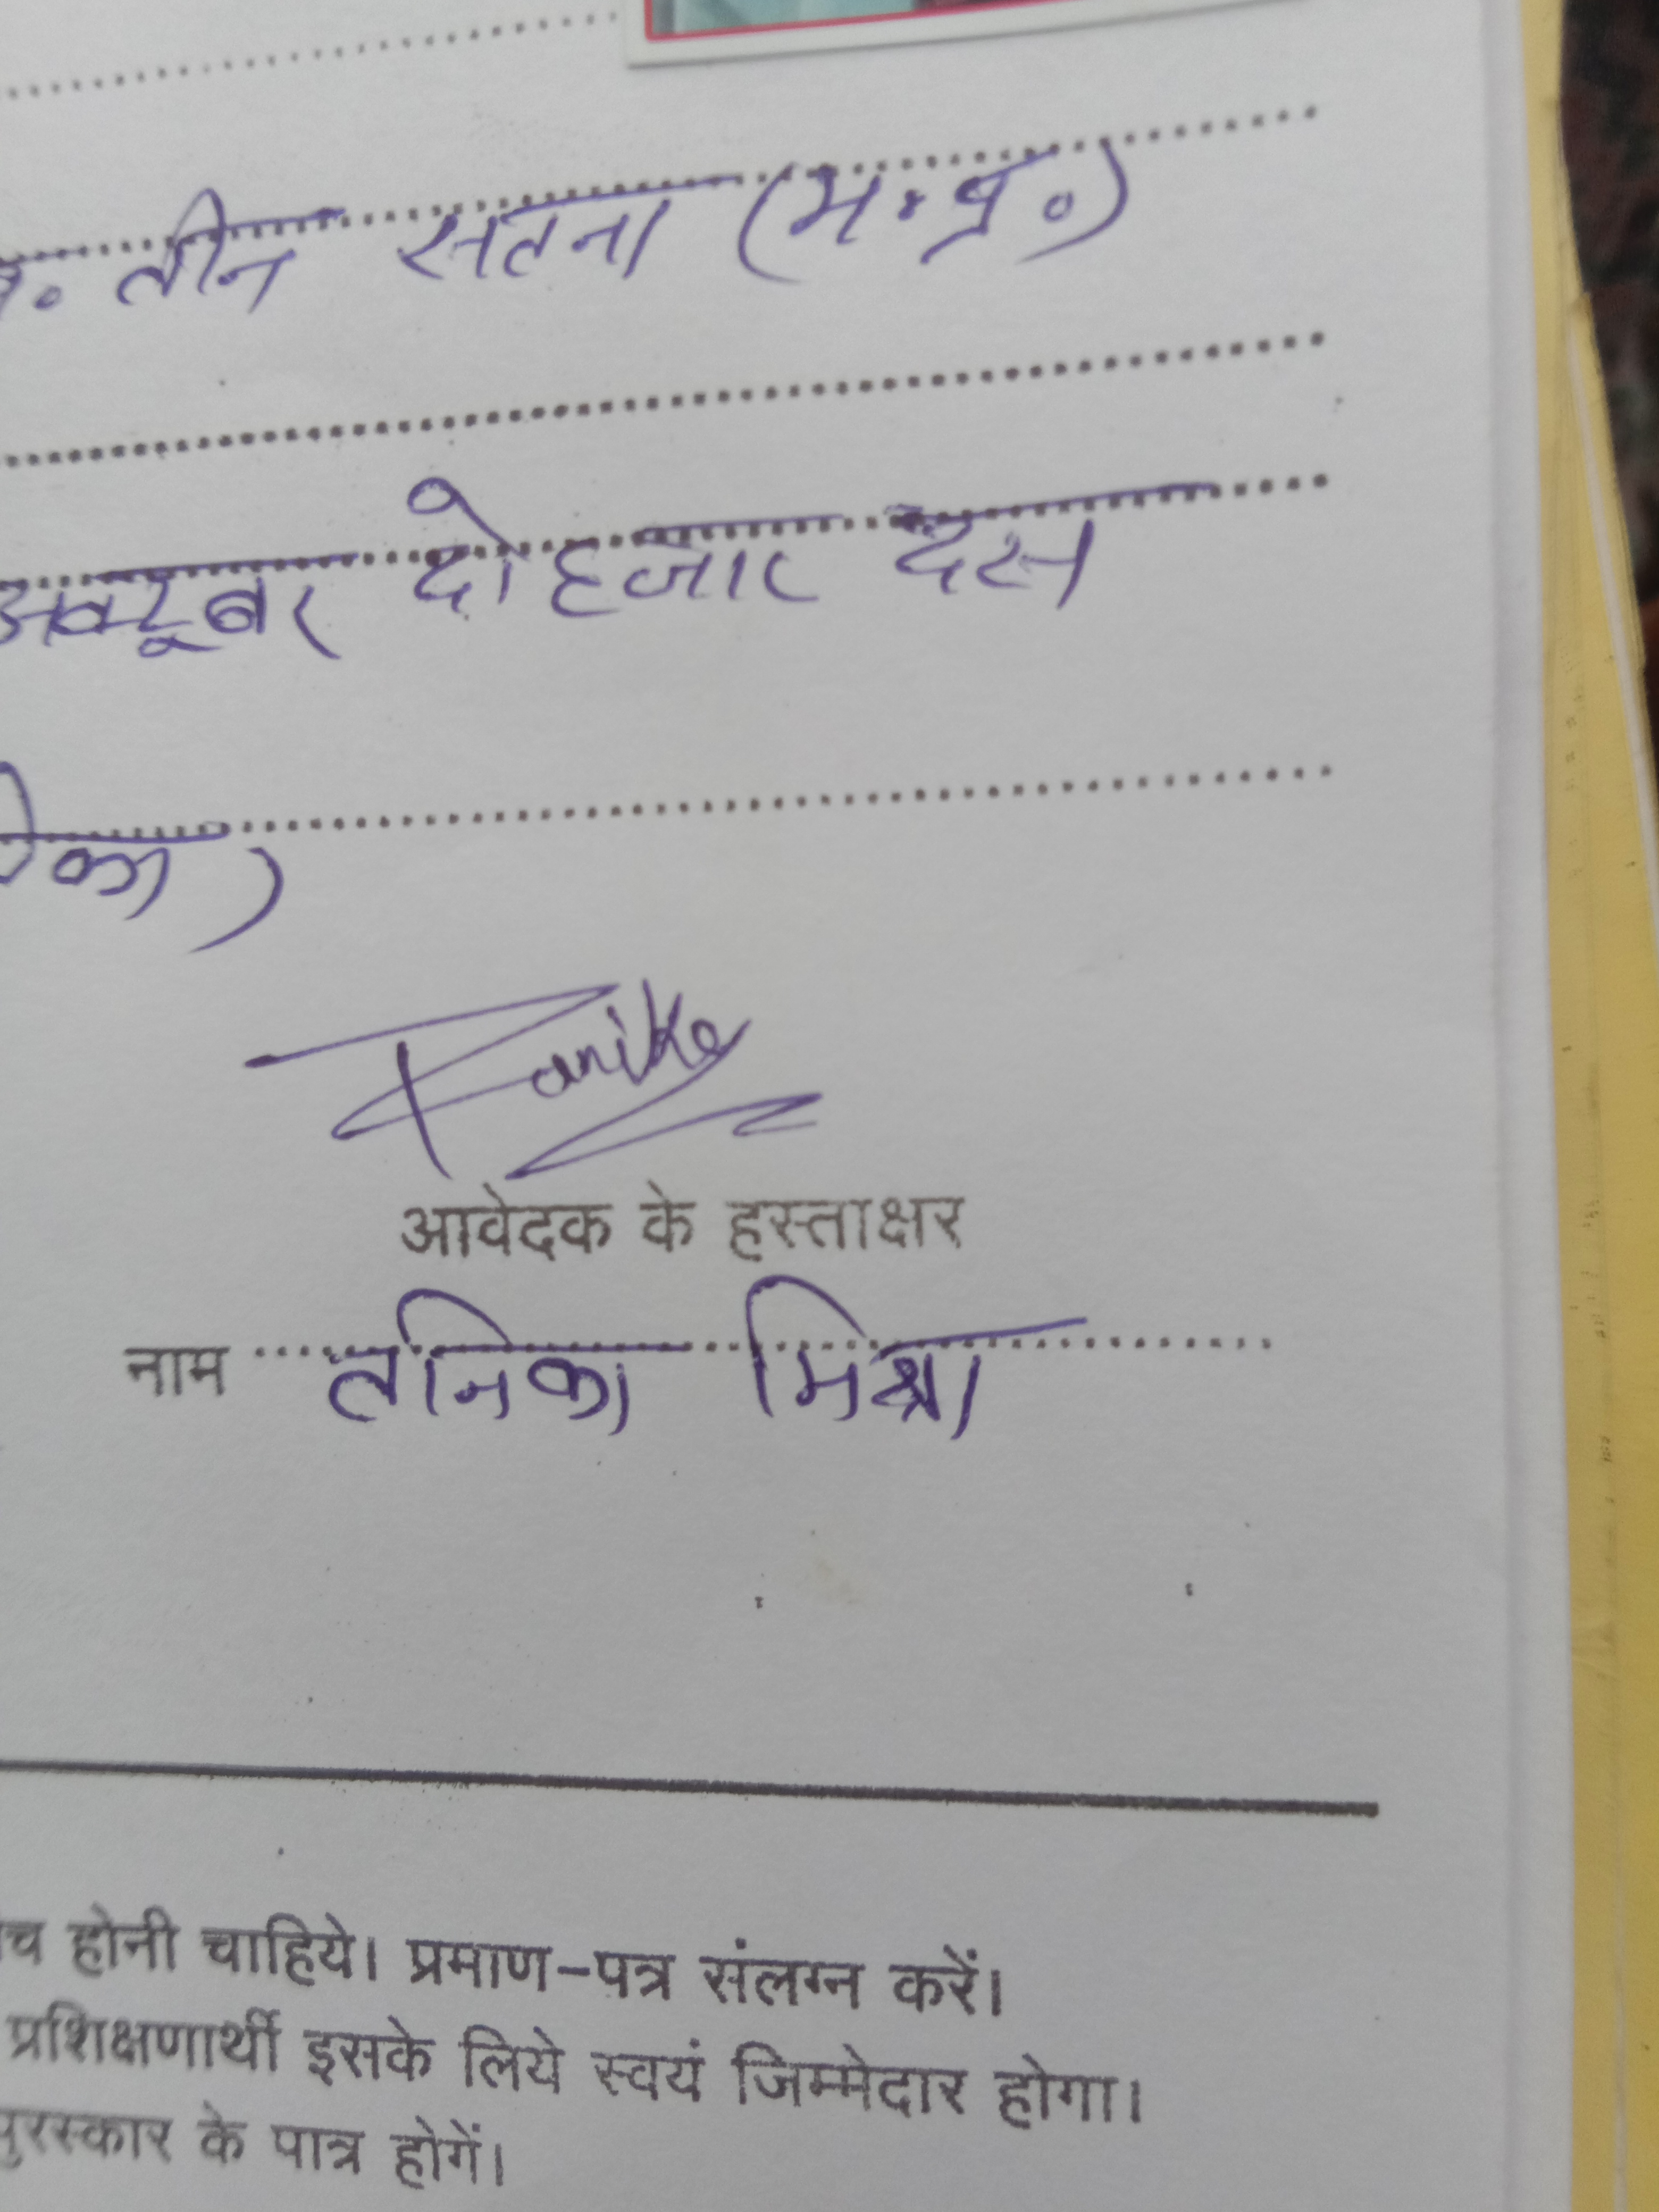 तीन सतना (म.प्र.)
अक्टूबर दो हजार दस
Tanika
आवेदक के हस्ताक्षर
नाम तनिका मिश्रा
होनी चाहिये। प्रमाण-पत्र संलग्न करें।
प्रशिक्षणार्थी इसके लिये स्वयं जिम्मेदार होगा।
पुरस्कार के पात्र होगें।